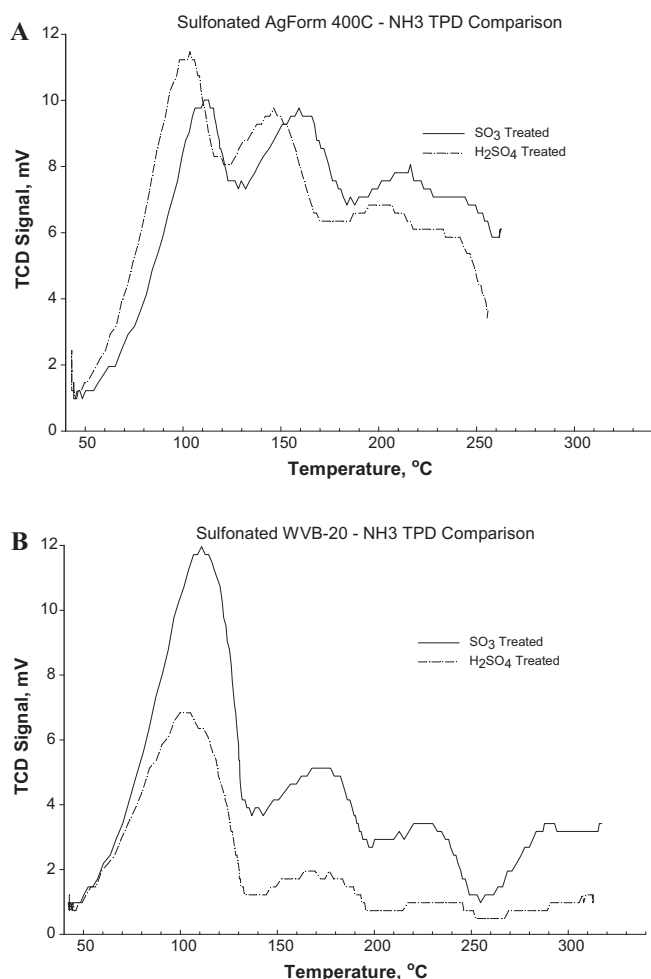 A
Sulfonated AgForm 400C - NH3 TPD Comparison
12
10
8
6
4
2
0
TCD Signal, mV
SO3 Treated
H2SO4 Treated
50 100 150 200 250 300
Temperature, oC
B
Sulfonated WVB-20 - NH3 TPD Comparison
12
10
8
6
4
2
0
TCD Signal, mV
SO3 Treated
H2SO4 Treated
50 100 150 200 250 300
Temperature, oC